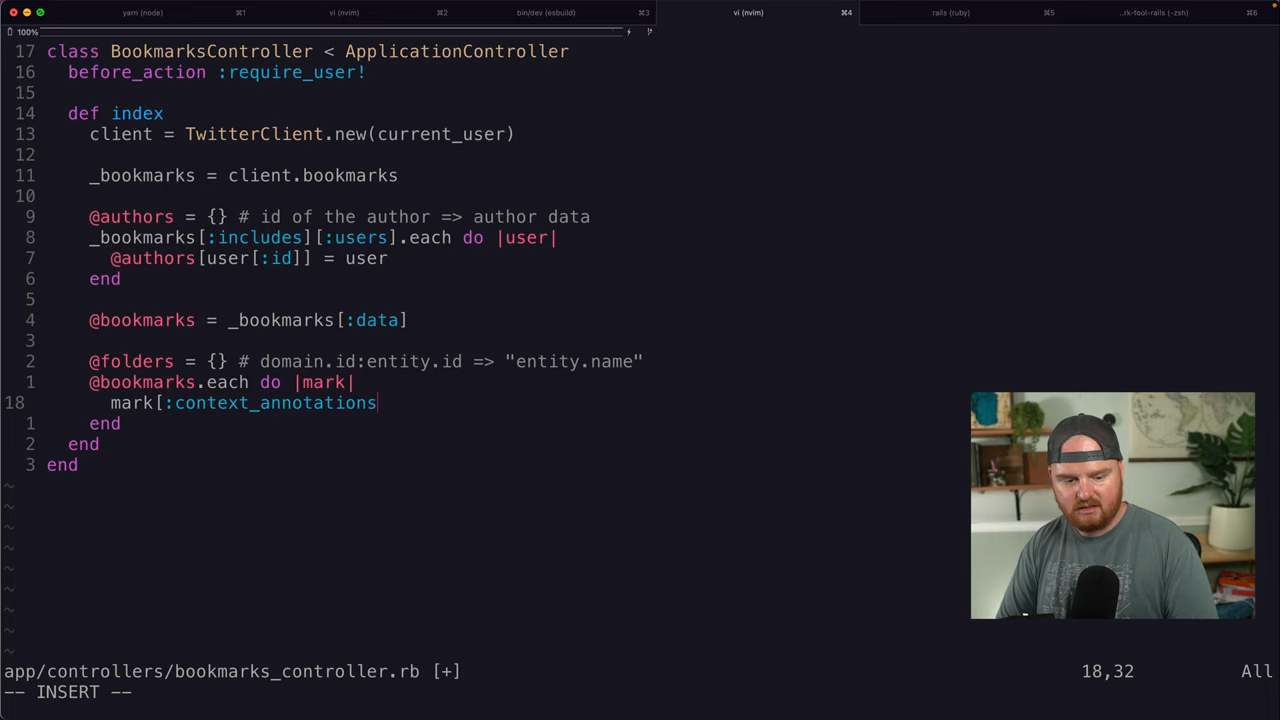 yarn (node) ⌘1 vi (nvim) ⌘2 bin/dev (esbuild) ⌘3 vi (nvim) ⌘4 rails (ruby) ⌘5 ..rk-tool-rails (-zsh) ⌘6
100%
17 class BookmarksController < ApplicationController
16 before_action :require_user!
15
14 def index
13 client = TwitterClient.new(current_user)
12
11 _bookmarks = client.bookmarks
10
9 @authors = {} # id of the author => author data
8 _bookmarks[:includes][:users].each do |user|
7 @authors[user[:id]] = user
6 end
5
4 @bookmarks = _bookmarks[:data]
3
2 @folders = {} # domain.id:entity.id => "entity.name"
1 @bookmarks.each do |mark|
18 mark[:context_annotations
1 end
2 end
3 end
~
~
~
~
~
~
~
~
~
app/controllers/bookmarks_controller.rb [+] 18,32 All
-- INSERT --